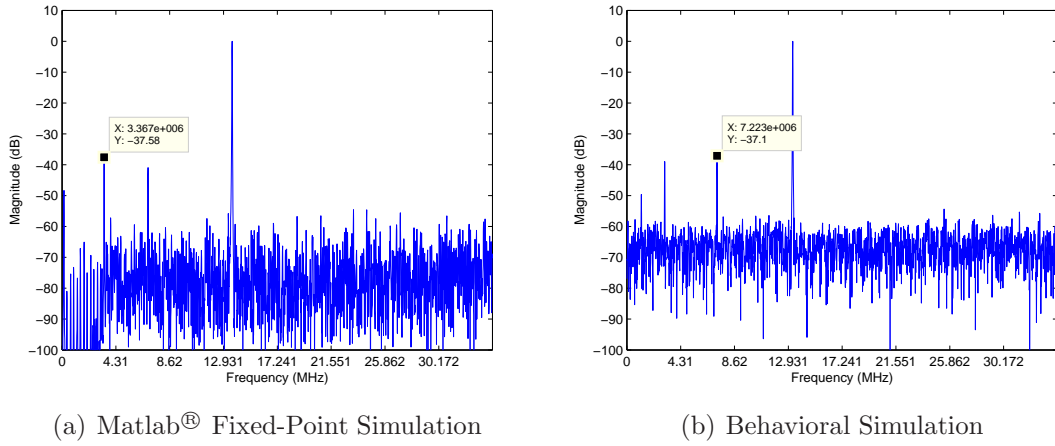 10
0
−10
−20
−30
−40
−50
−60
−70
−80
−90
−100
Magnitude (dB)
X: 3.367e+006
Y: −37.58
0 4.31 8.62 12.931 17.241 21.551 25.862 30.172
Frequency (MHz)
(a) Matlab® Fixed-Point Simulation
10
0
−10
−20
−30
−40
−50
−60
−70
−80
−90
−100
Magnitude (dB)
X: 7.223e+006
Y: −37.1
0 4.31 8.62 12.931 17.241 21.551 25.862 30.172
Frequency (MHz)
(b) Behavioral Simulation